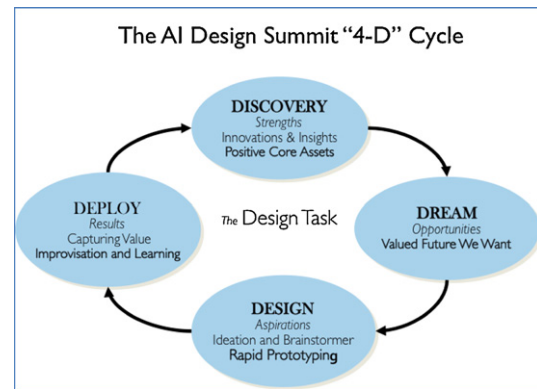 The AI Design Summit “4-D” Cycle
DISCOVERY
Strengths
Innovations & Insights
Positive Core Assets
DREAM
Opportunities
Valued Future We Want
DESIGN
Aspirations
Ideation and Brainstormer
Rapid Prototyping
DEPLOY
Results
Capturing Value
Improvisation and Learning
The Design Task